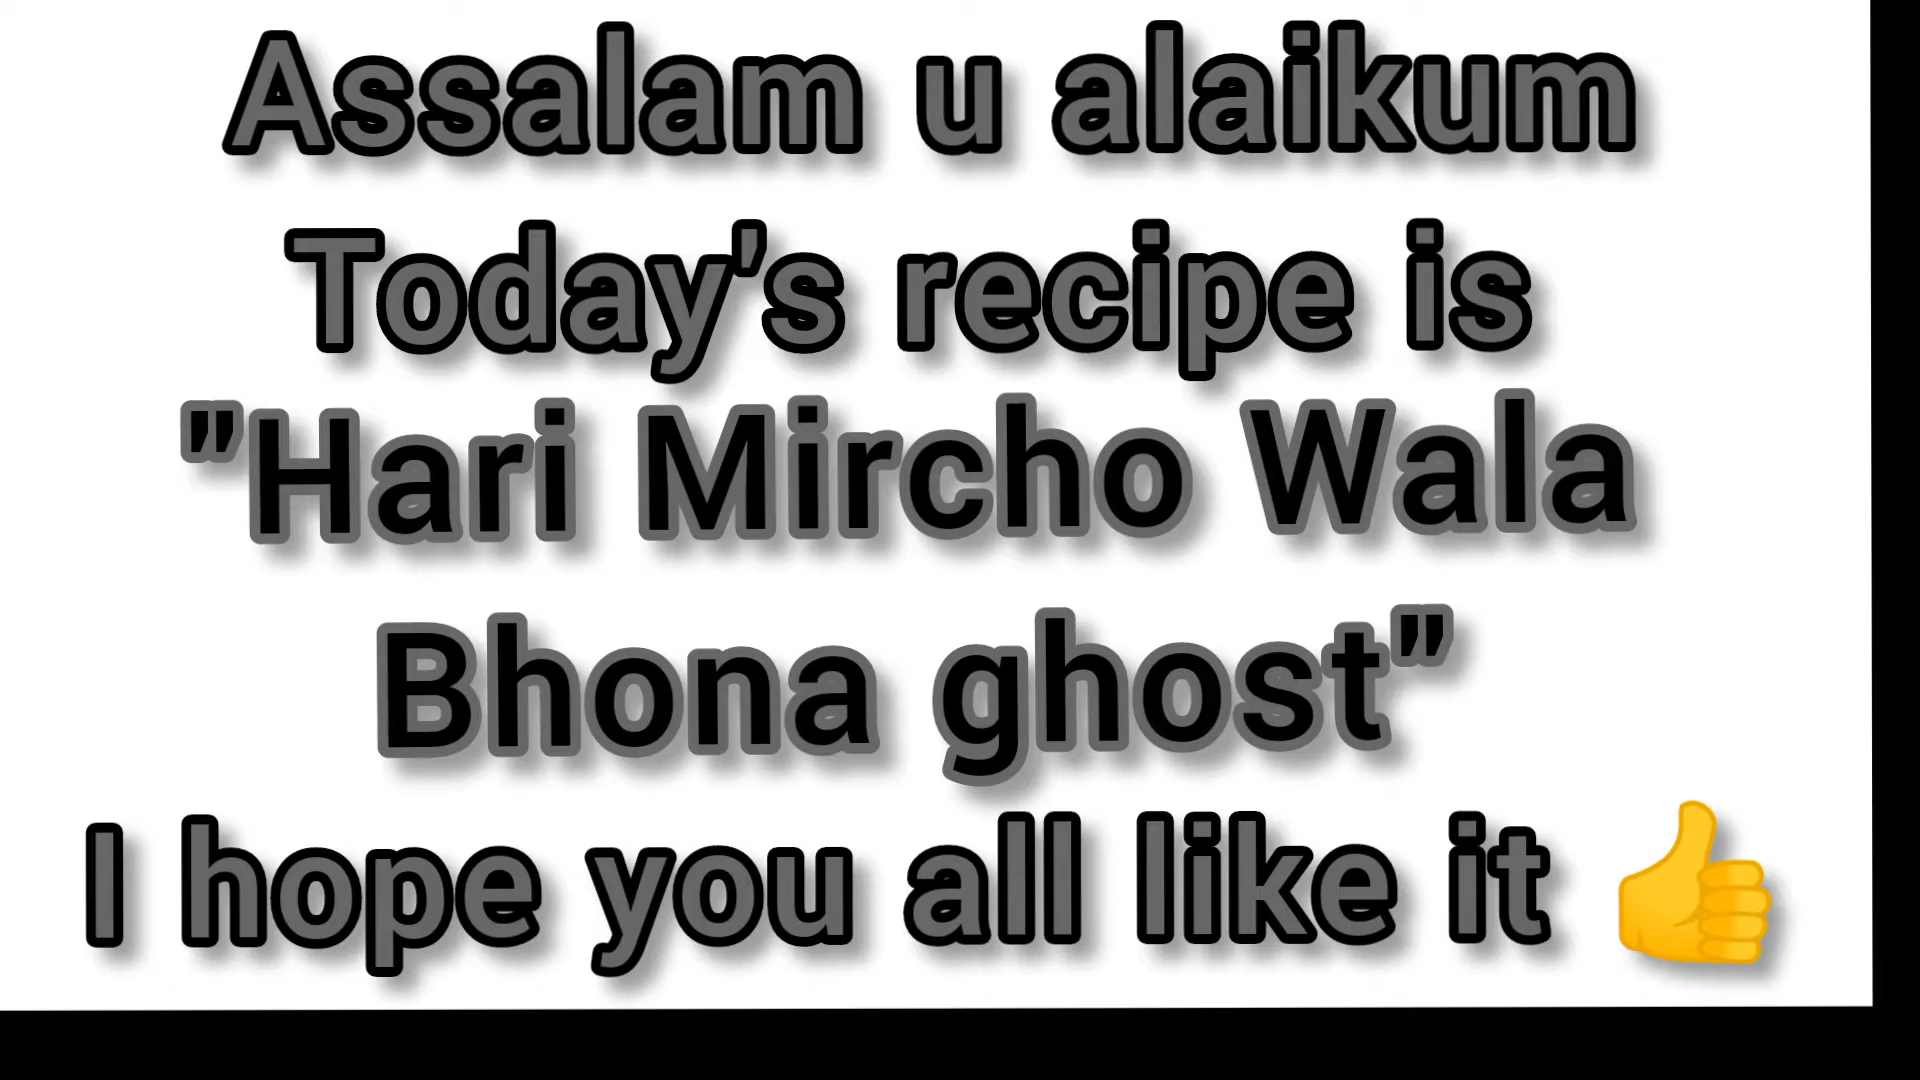 Assalam u alaikum
Today's recipe is
"Hari Mircho Wala
Bhona ghost"
I hope you all like it 👍